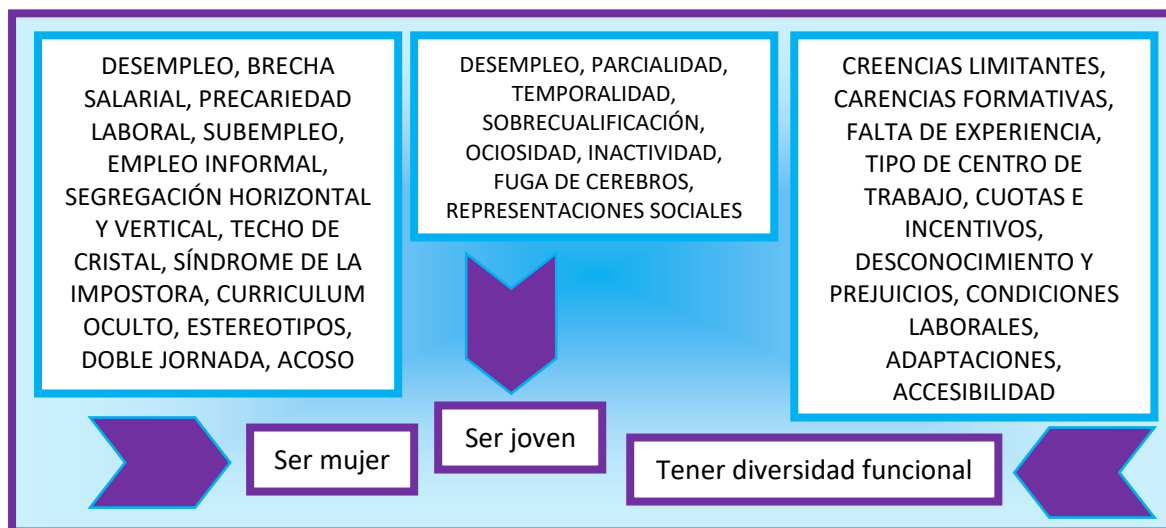 DESEMPLEO, BRECHA
SALARIAL, PRECARIEDAD
LABORAL, SUBEMPLEO,
EMPLEO INFORMAL,
SEGREGACIÓN HORIZONTAL
Y VERTICAL, TECHO DE
CRISTAL, SÍNDROME DE LA
IMPOSTORA, CURRICULUM
OCULTO, ESTEREOTIPOS,
DOBLE JORNADA, ACOSO
DESEMPLEO, PARCIALIDAD,
TEMPORALIDAD,
SOBRECUALIFICACIÓN,
OCIOSIDAD, INACTIVIDAD,
FUGA DE CEREBROS,
REPRESENTACIONES SOCIALES
CREENCIAS LIMITANTES,
CARENCIAS FORMATIVAS,
FALTA DE EXPERIENCIA,
TIPO DE CENTRO DE
TRABAJO, CUOTAS E
INCENTIVOS,
DESCONOCIMIENTO Y
PREJUICIOS, CONDICIONES
LABORALES,
ADAPTACIONES,
ACCESIBILIDAD
Ser mujer
Ser joven
Tener diversidad funcional